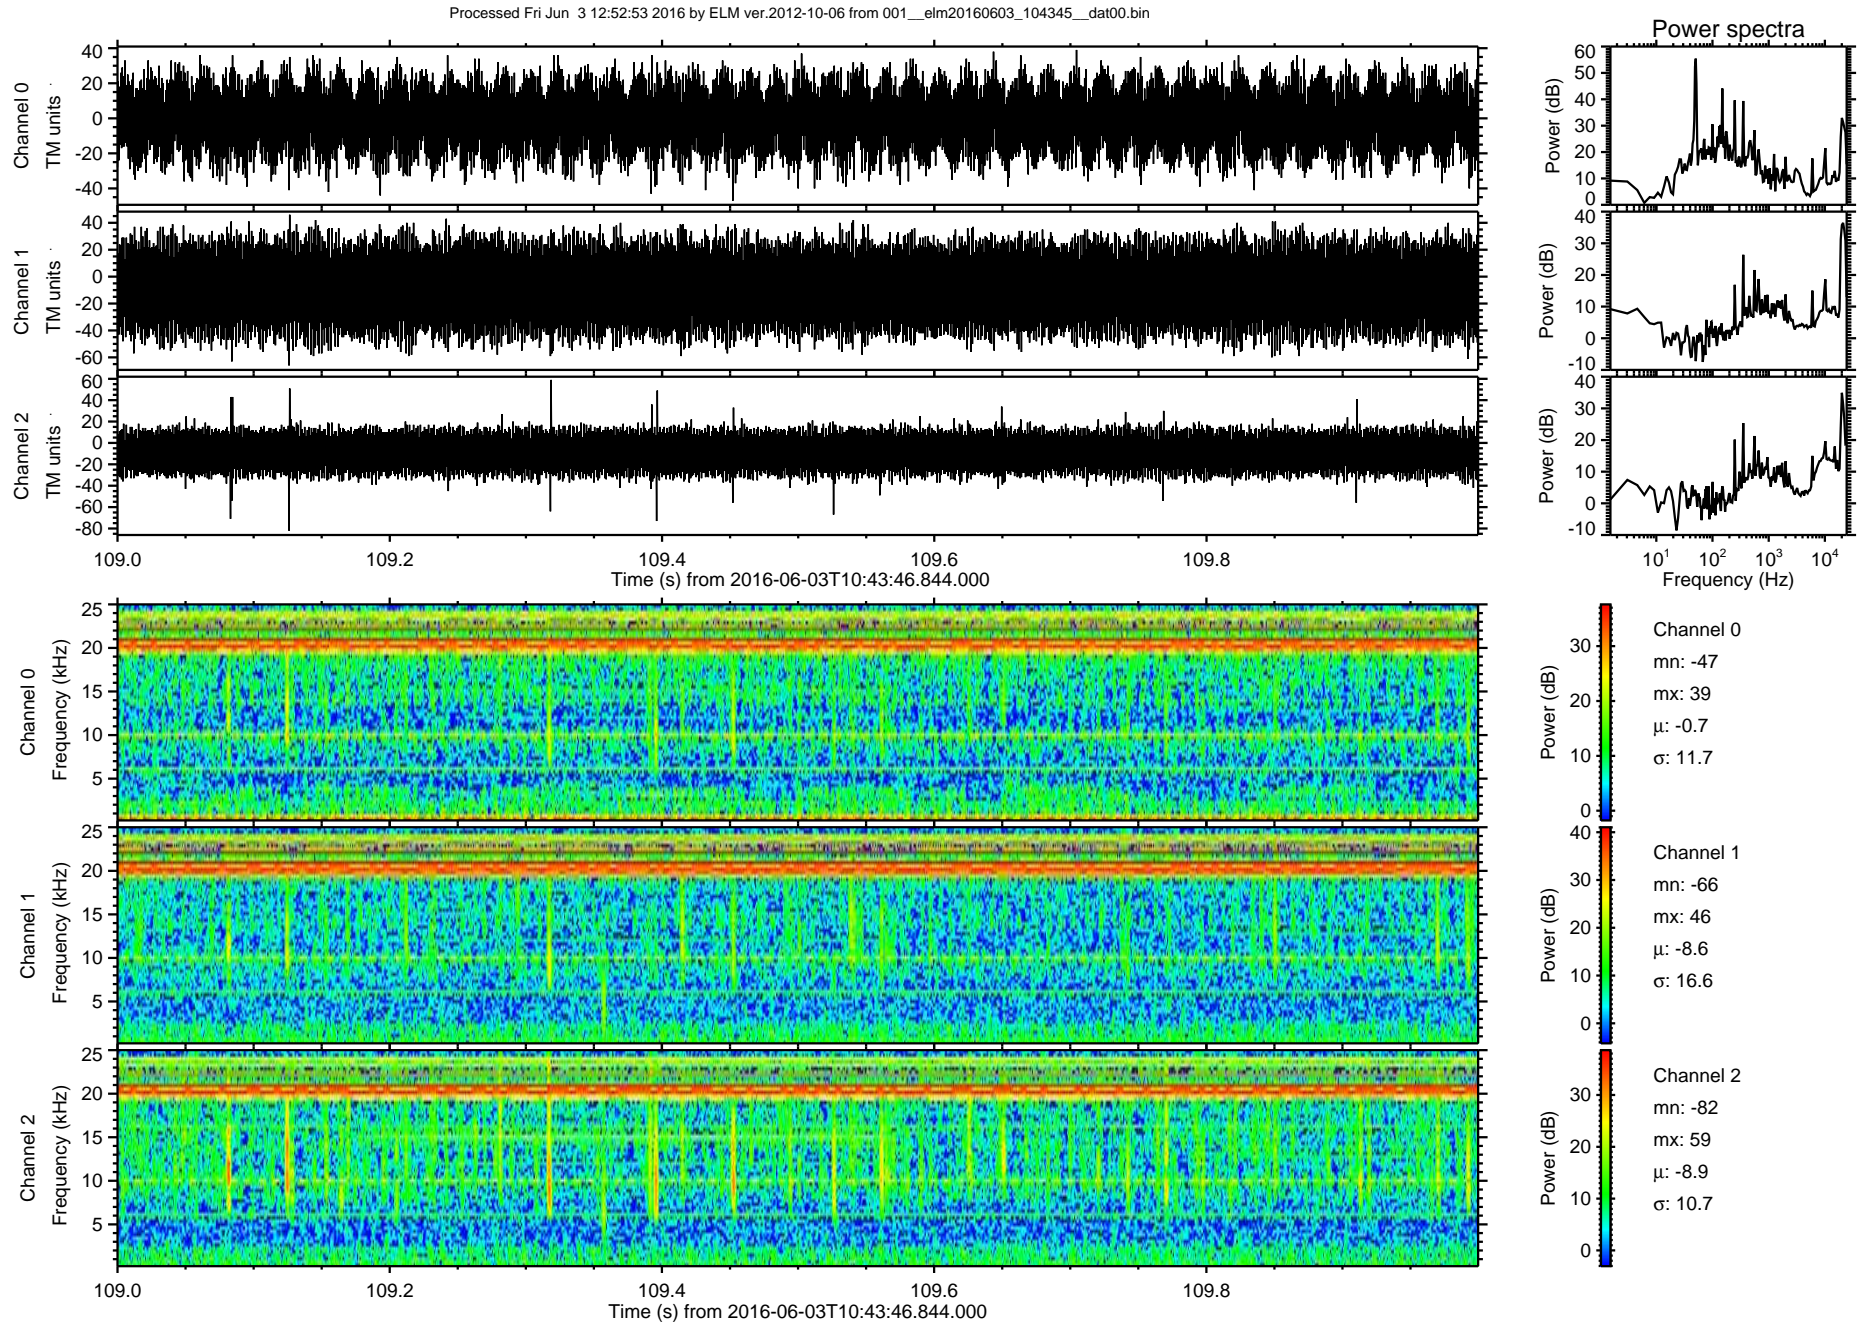 Processed Fri Jun  3 12:52:53 2016 by ELM ver.2012-10-06 from 001__elm20160603_104345__dat00.bin
Power spectra
Channel 0
TM units
40
20
0
-20
-40
Power (dB)
60
50
40
30
20
10
0
Channel 1
TM units
40
20
0
-20
-40
-60
Power (dB)
40
30
20
10
0
-10
Channel 2
TM units
60
40
20
0
-20
-40
-60
-80
Power (dB)
40
30
20
10
0
-10
109.0 109.2 109.4 109.6 109.8
Time (s) from 2016-06-03T10:43:46.844.000
10^1 10^2 10^3 10^4
Frequency (Hz)
Channel 0
Frequency (kHz)
25
20
15
10
5
Power (dB)
30
20
10
0
Channel 0
mn: -47
mx: 39
µ: -0.7
σ: 11.7
Channel 1
Frequency (kHz)
25
20
15
10
5
Power (dB)
40
30
20
10
0
Channel 1
mn: -66
mx: 46
µ: -8.6
σ: 16.6
Channel 2
Frequency (kHz)
25
20
15
10
5
Power (dB)
30
20
10
0
Channel 2
mn: -82
mx: 59
µ: -8.9
σ: 10.7
109.0 109.2 109.4 109.6 109.8
Time (s) from 2016-06-03T10:43:46.844.000